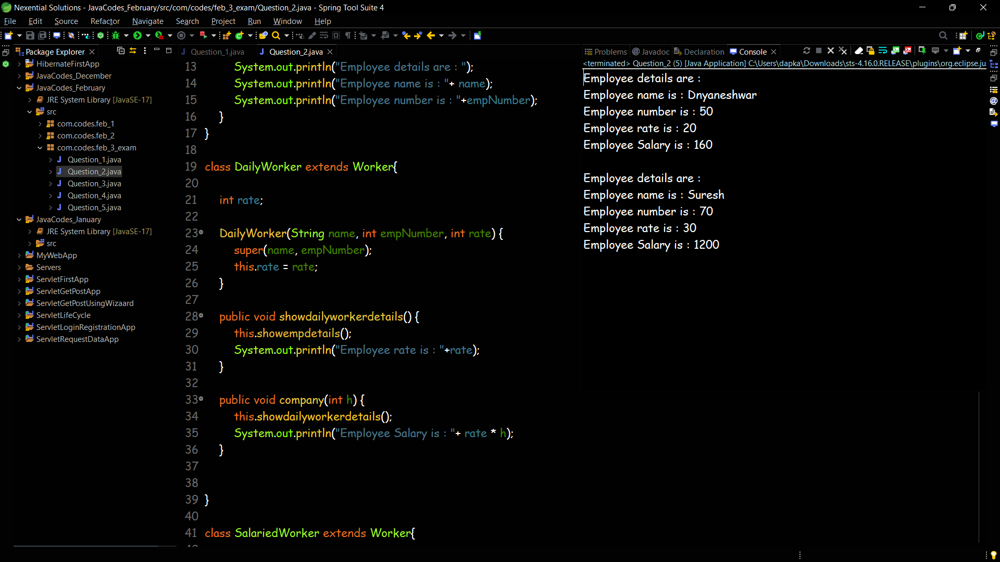 Nexential Solutions - JavaCodes_February/src/com/codes/feb_3_exam/Question_2.java - Spring Tool Suite 4
File Edit Source Refactor Navigate Search Project Run Window Help
Package Explorer
HibernateFirstApp
JavaCodes_December
JavaCodes_February
JRE System Library [JavaSE-17]
src
com.codes.feb_1
com.codes.feb_2
com.codes.feb_3_exam
Question_1.java
Question_2.java
Question_3.java
Question_4.java
Question_5.java
JavaCodes_January
JRE System Library [JavaSE-17]
src
MyWebApp
Servers
ServletFirstApp
ServletGetPostApp
ServletGetPostUsingWizaard
ServletLifeCycle
ServletLoginRegistrationApp
ServletRequestDataApp
Question_1.java Question_2.java
13 System.out.println("Employee details are : ");
14 System.out.println("Employee name is : "+ name);
15 System.out.println("Employee number is : "+empNumber);
16 }
17 }
18
19 class DailyWorker extends Worker{
20
21 int rate;
22
23 DailyWorker(String name, int empNumber, int rate) {
24 super(name, empNumber);
25 this.rate = rate;
26 }
27
28 public void showdailyworkerdetails() {
29 this.showempdetails();
30 System.out.println("Employee rate is : "+rate);
31 }
32
33 public void company(int h) {
34 this.showdailyworkerdetails();
35 System.out.println("Employee Salary is : "+ rate * h);
36 }
37
38
39 }
40
41 class SalariedWorker extends Worker{
Problems Javadoc Declaration Console
<terminated> Question_2 (5) [Java Application] C:\Users\dapka\Downloads\sts-4.16.0.RELEASE\plugins\org.eclipse.ju
Employee details are :
Employee name is : Dnyaneshwar
Employee number is : 50
Employee rate is : 20
Employee Salary is : 160

Employee details are :
Employee name is : Suresh
Employee number is : 70
Employee rate is : 30
Employee Salary is : 1200